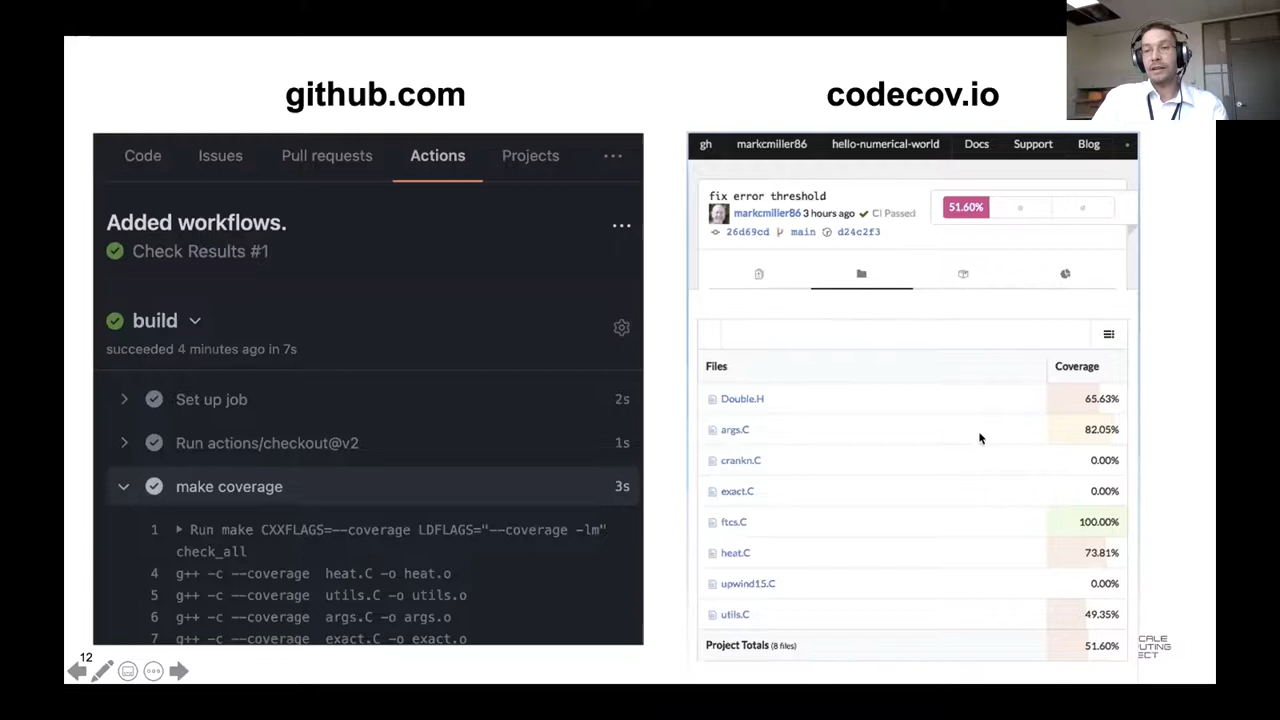 github.com
Code Issues Pull requests Actions Projects ...
Added workflows. ...
Check Results #1
build
succeeded 4 minutes ago in 7s
Set up job 2s
Run actions/checkout@v2 1s
make coverage 3s
1 Run make CXXFLAGS=--coverage LDFLAGS="--coverage -lm"
check_all
4 g++ -c --coverage heat.C -o heat.o
5 g++ -c --coverage utils.C -o utils.o
6 g++ -c --coverage args.C -o args.o
7 g++ -c --coverage exact.C -o exact.o
12
codecov.io
gh markcmiller86 hello-numerical-world Docs Support Blog
fix error threshold
markcmiller86 3 hours ago ✓ CI Passed
51.60%
26d69cd main d24c2f3
Files Coverage
Double.H 65.63%
args.C 82.05%
crankn.C 0.00%
exact.C 0.00%
ftcs.C 100.00%
heat.C 73.81%
upwind15.C 0.00%
utils.C 49.35%
Project Totals (8 files) 51.60%
CALE
UTING
ECT